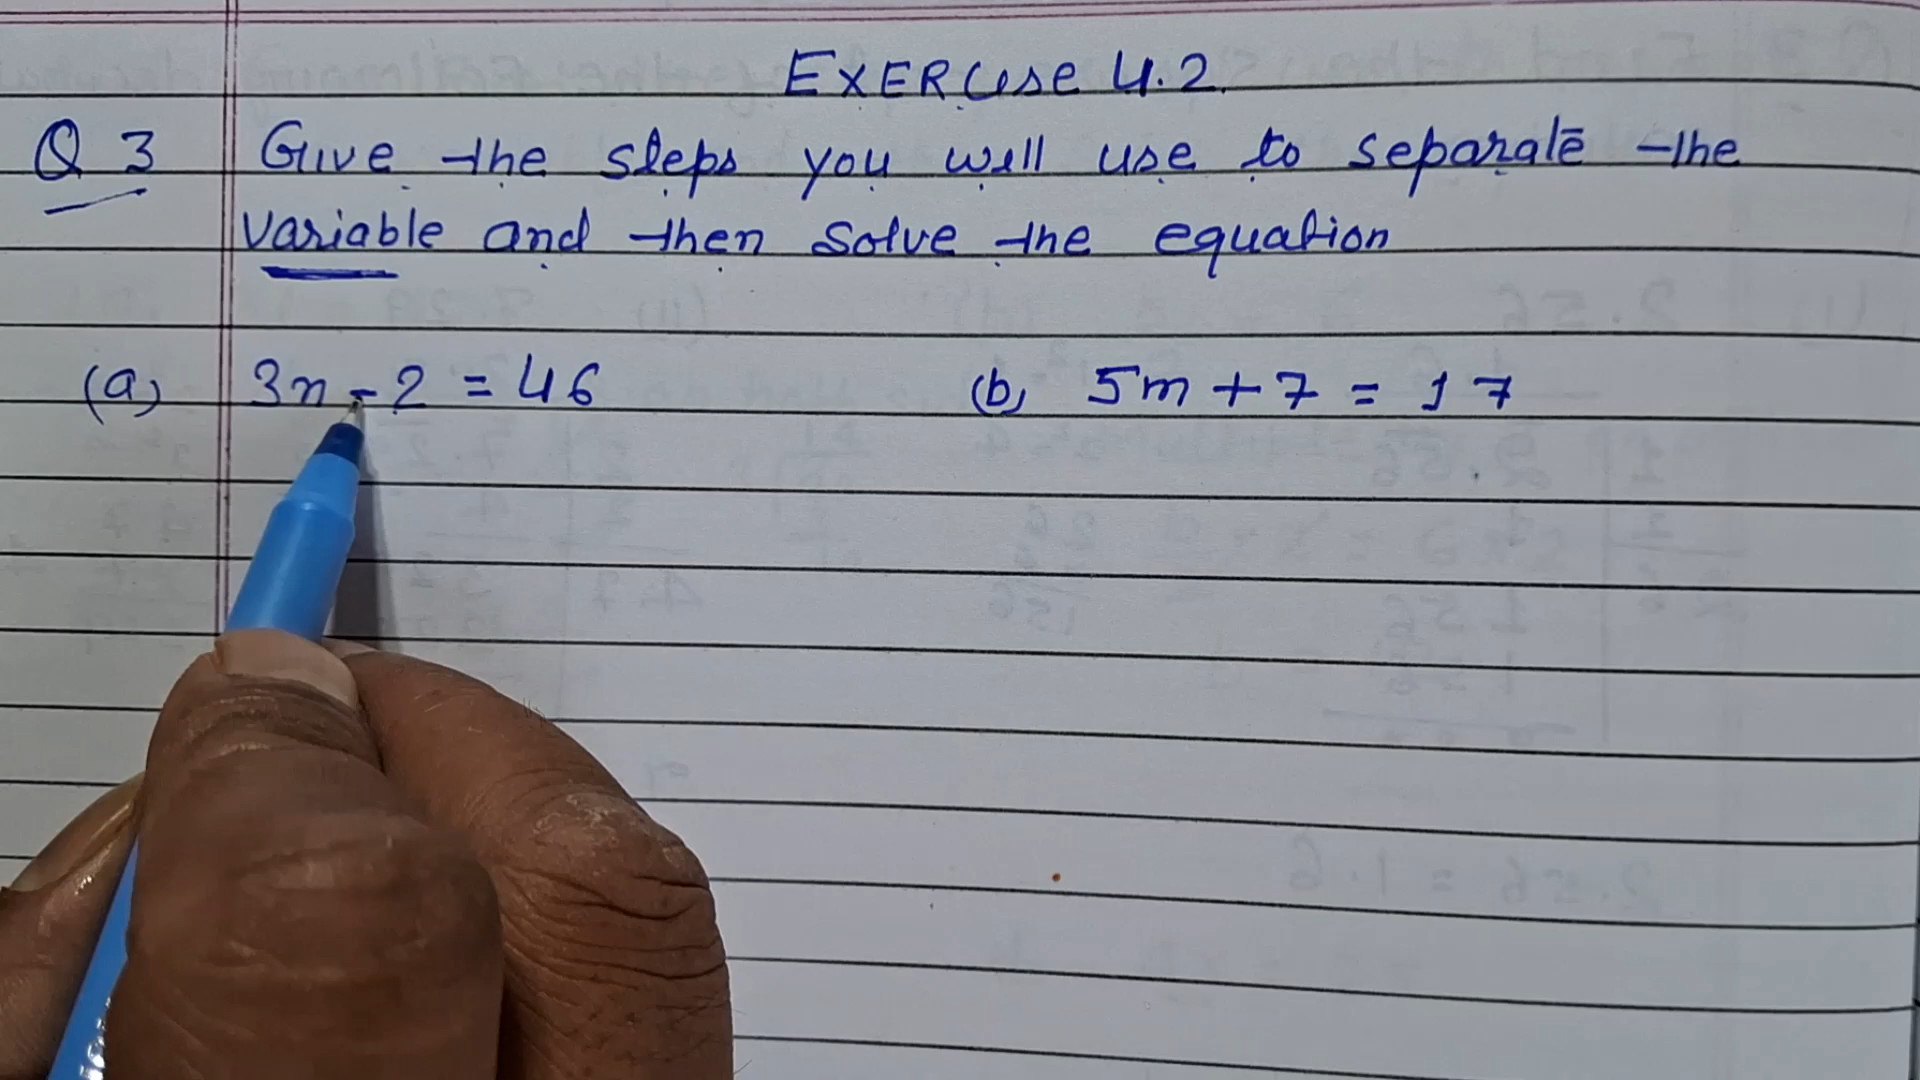 EXERCISE 4.2
Q 3 Give the steps you will use to separate the
variable and then solve the equation
(a) 3n - 2 = 46 (b) 5m + 7 = 17